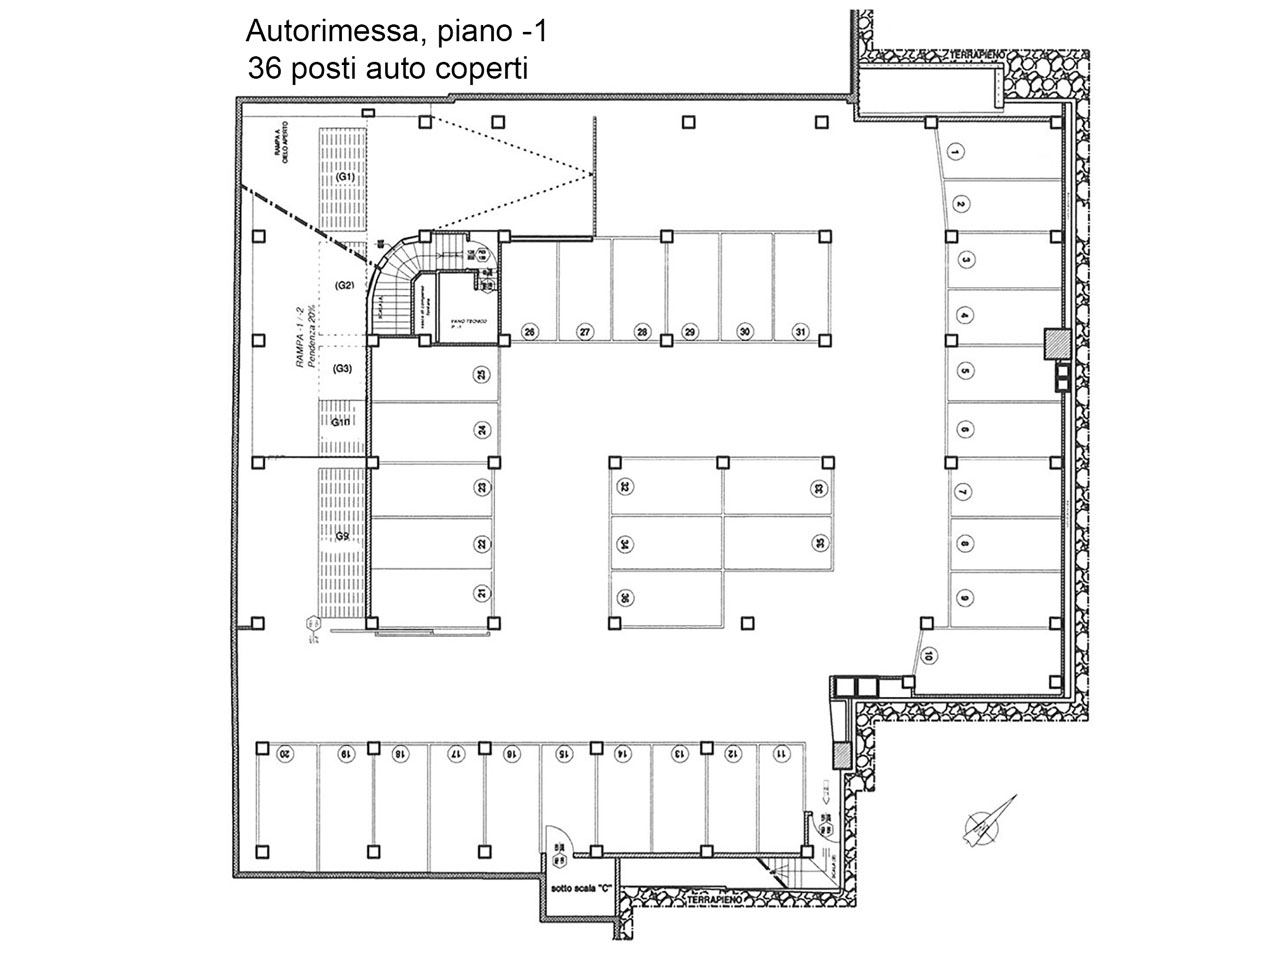 Autorimessa, piano -1
36 posti auto coperti
TERRAPIENO
RAMPA A
CIELO APERTO
(G1)
1
2
3
4
5
6
7
8
9
10
(G2)
RAMPA -1 / -2
Pendenza 20%
(G3)
G9
SCALA A
VANO TECNICO
P. -1
26
27
28
29
30
31
25
24
23
22
21
32
33
34
35
36
20
19
18
17
16
15
14
13
12
11
sotto scala "C"
TERRAPIENO